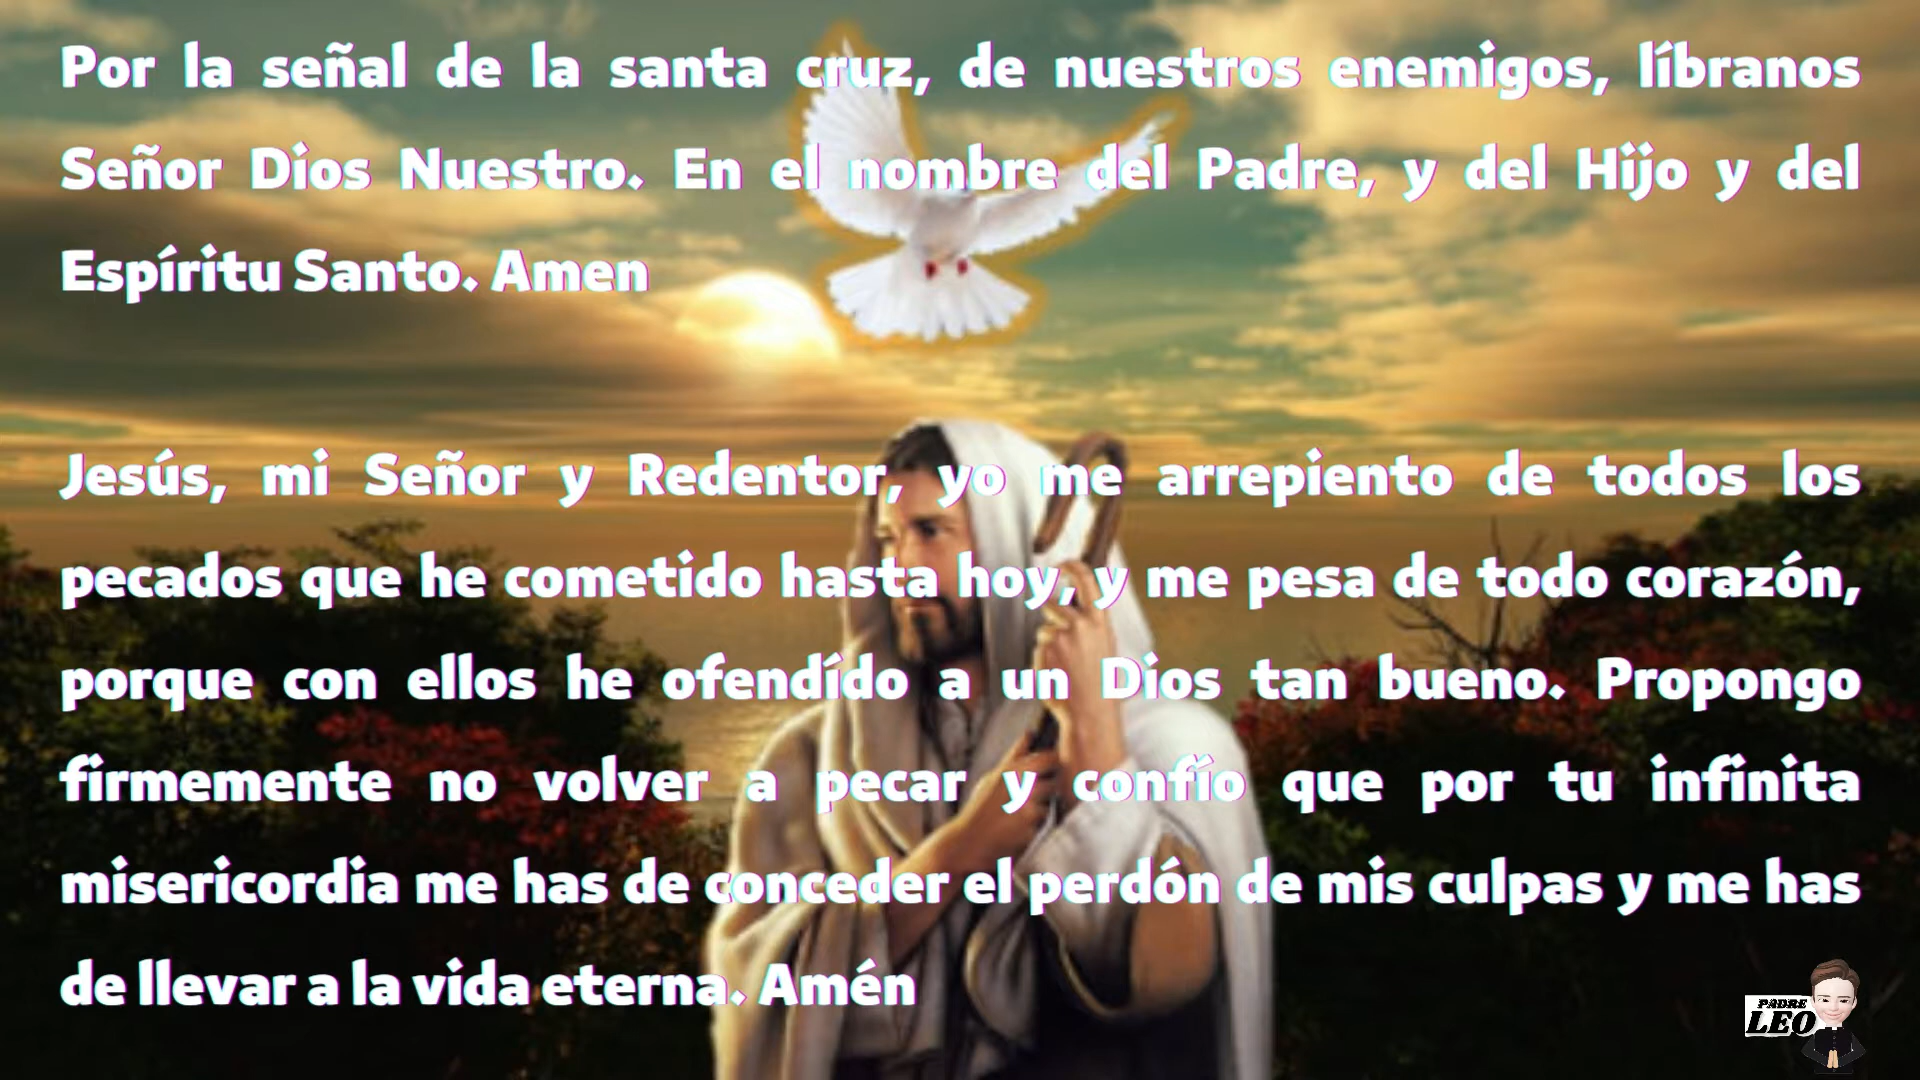 Por la señal de la santa cruz, de nuestros enemigos, líbranos
Señor Dios Nuestro. En el nombre del Padre, y del Hijo y del
Espíritu Santo. Amen
Jesús, mi Señor y Redentor, yo me arrepiento de todos los
pecados que he cometido hasta hoy, y me pesa de todo corazón,
porque con ellos he ofendído a un Dios tan bueno. Propongo
firmemente no volver a pecar y confío que por tu infinita
misericordia me has de conceder el perdón de mis culpas y me has
de llevar a la vida eterna. Amén
PADRE
LEO